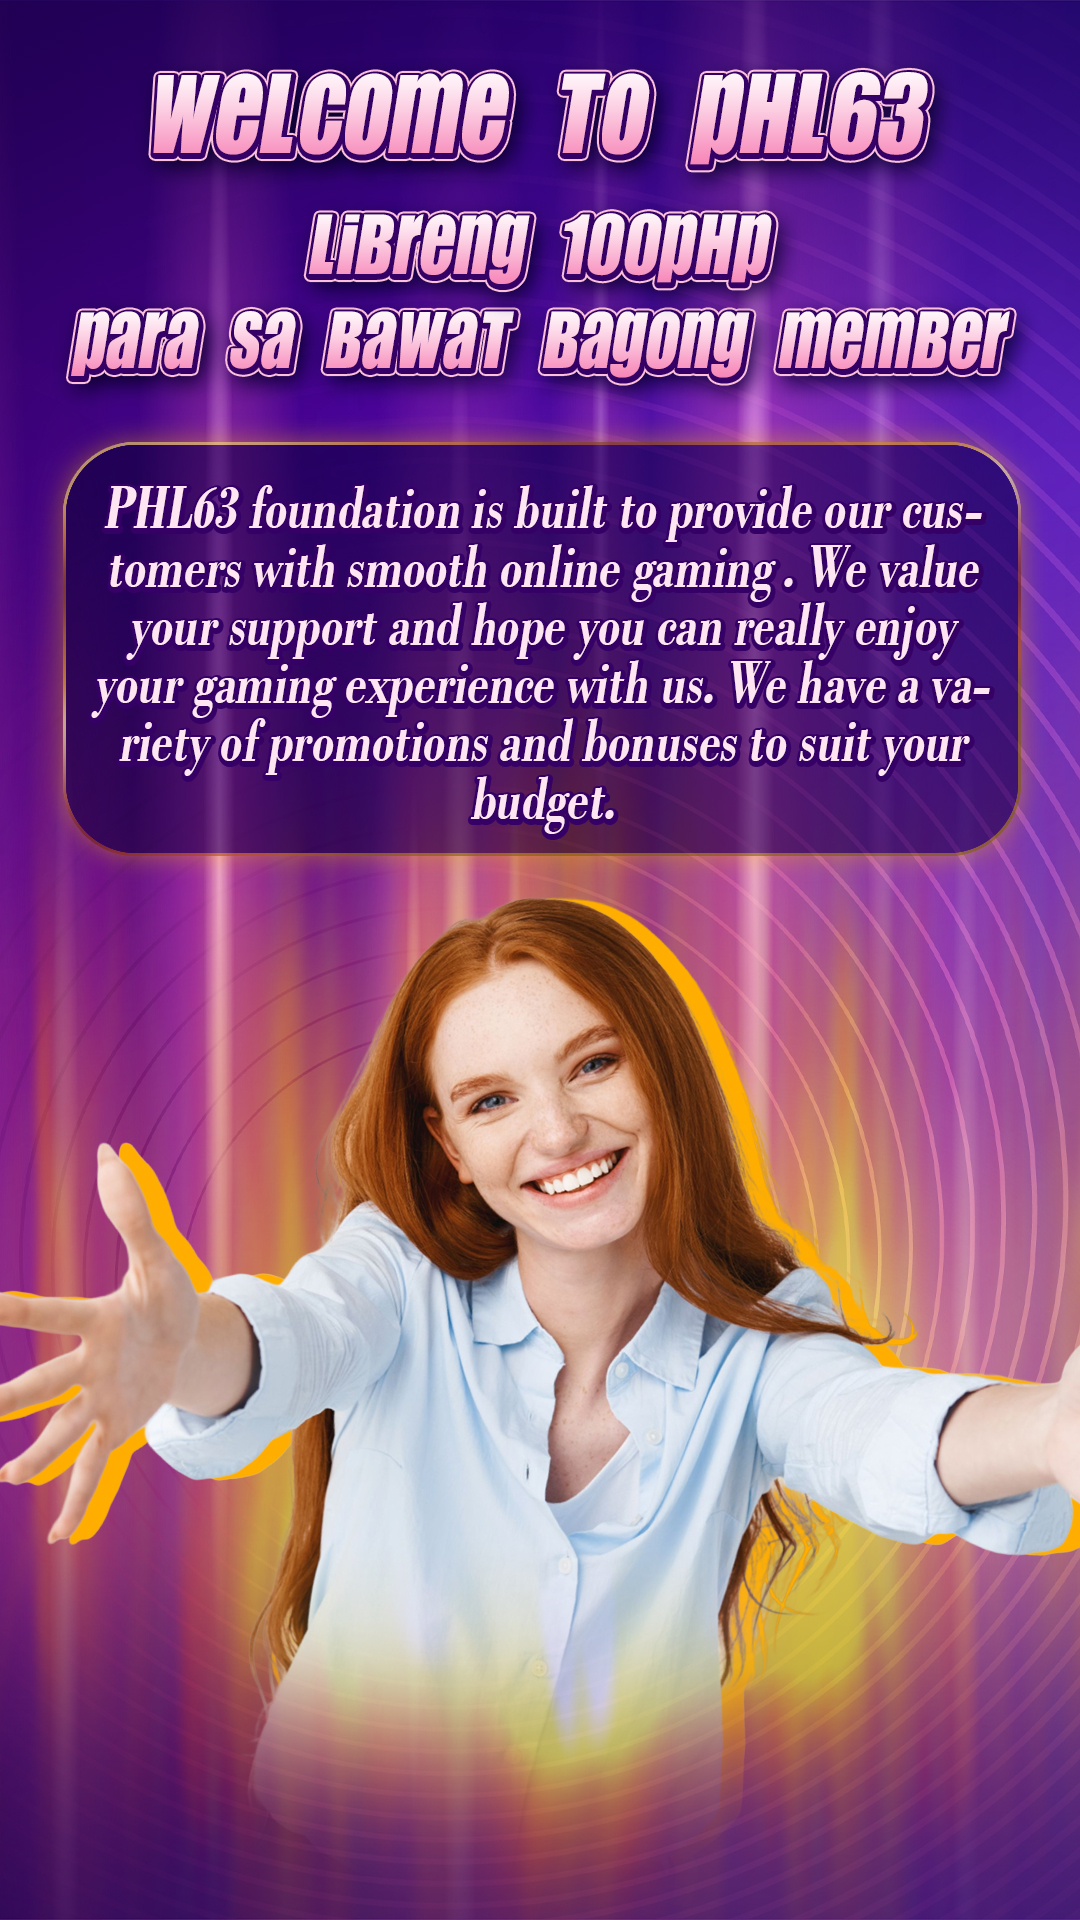 WeLcome To pHL63
LiBreng 100pHp
para sa BaWaT Bagong memBer
PHL63 foundation is built to provide our cus-
tomers with smooth online gaming . We value
your support and hope you can really enjoy
your gaming experience with us. We have a va-
riety of promotions and bonuses to suit your
budget.